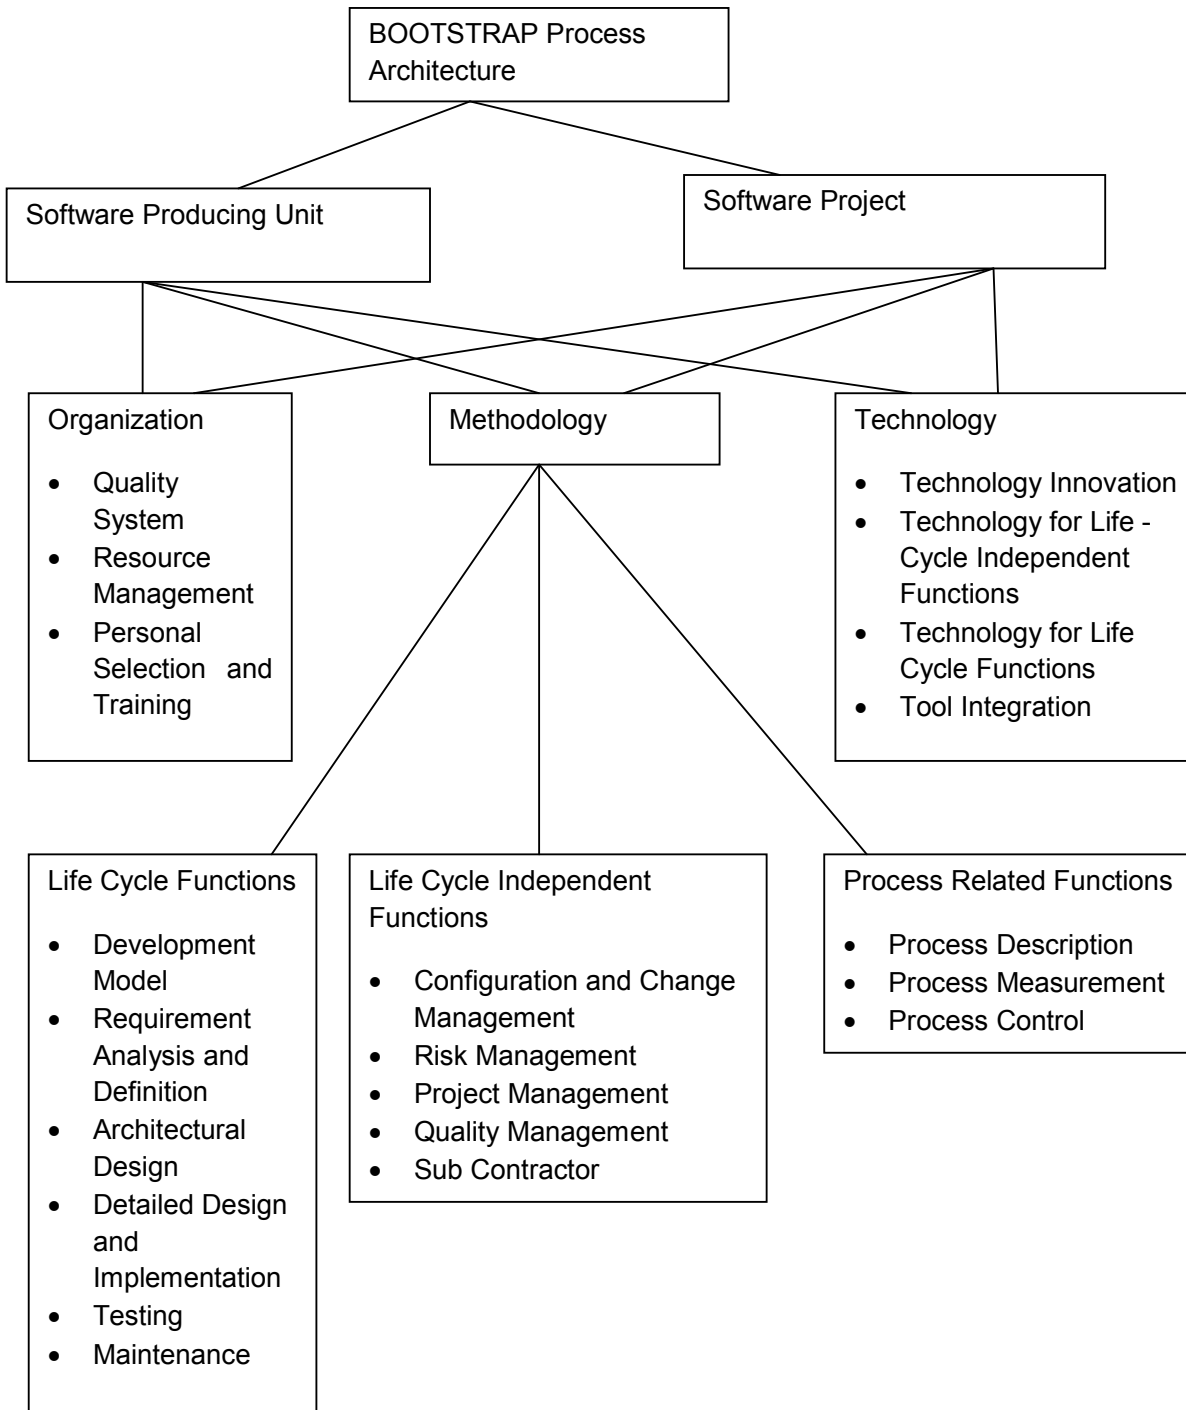 BOOTSTRAP Process
Architecture
Software Producing Unit
Software Project
Organization
• Quality
System
• Resource
Management
• Personal
Selection and
Training
Methodology
Technology
• Technology Innovation
• Technology for Life -
Cycle Independent
Functions
• Technology for Life
Cycle Functions
• Tool Integration
Life Cycle Functions
• Development
Model
• Requirement
Analysis and
Definition
• Architectural
Design
• Detailed Design
and
Implementation
• Testing
• Maintenance
Life Cycle Independent
Functions
• Configuration and Change
Management
• Risk Management
• Project Management
• Quality Management
• Sub Contractor
Process Related Functions
• Process Description
• Process Measurement
• Process Control